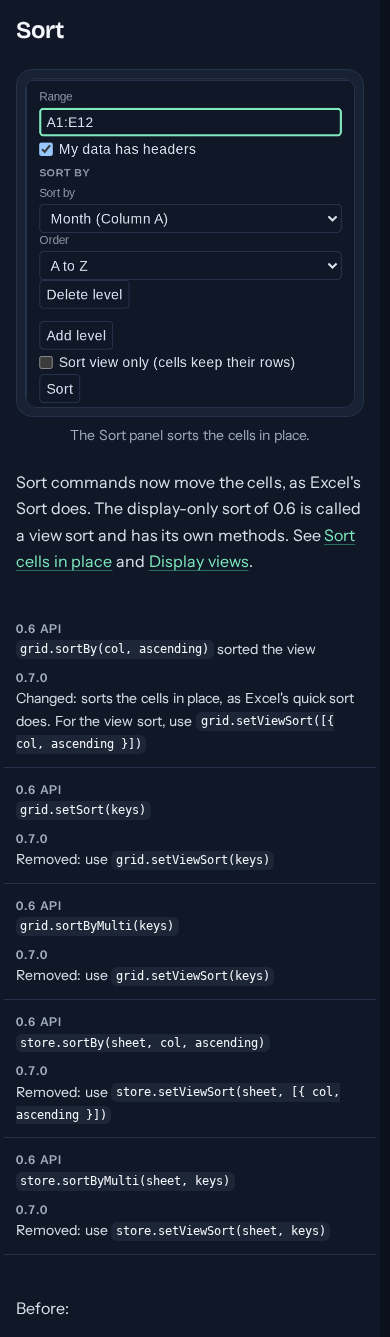 Sort
Range
A1:E12
My data has headers
SORT BY
Sort by
Month (Column A)
Order
A to Z
Delete level
Add level
Sort view only (cells keep their rows)
Sort
The Sort panel sorts the cells in place.
Sort commands now move the cells, as Excel's
Sort does. The display-only sort of 0.6 is called
a view sort and has its own methods. See Sort
cells in place and Display views.
0.6 API
grid.sortBy(col, ascending) sorted the view
0.7.0
Changed: sorts the cells in place, as Excel's quick sort
does. For the view sort, use grid.setViewSort([{
col, ascending }])
0.6 API
grid.setSort(keys)
0.7.0
Removed: use grid.setViewSort(keys)
0.6 API
grid.sortByMulti(keys)
0.7.0
Removed: use grid.setViewSort(keys)
0.6 API
store.sortBy(sheet, col, ascending)
0.7.0
Removed: use store.setViewSort(sheet, [{ col,
ascending }])
0.6 API
store.sortByMulti(sheet, keys)
0.7.0
Removed: use store.setViewSort(sheet, keys)
Before: